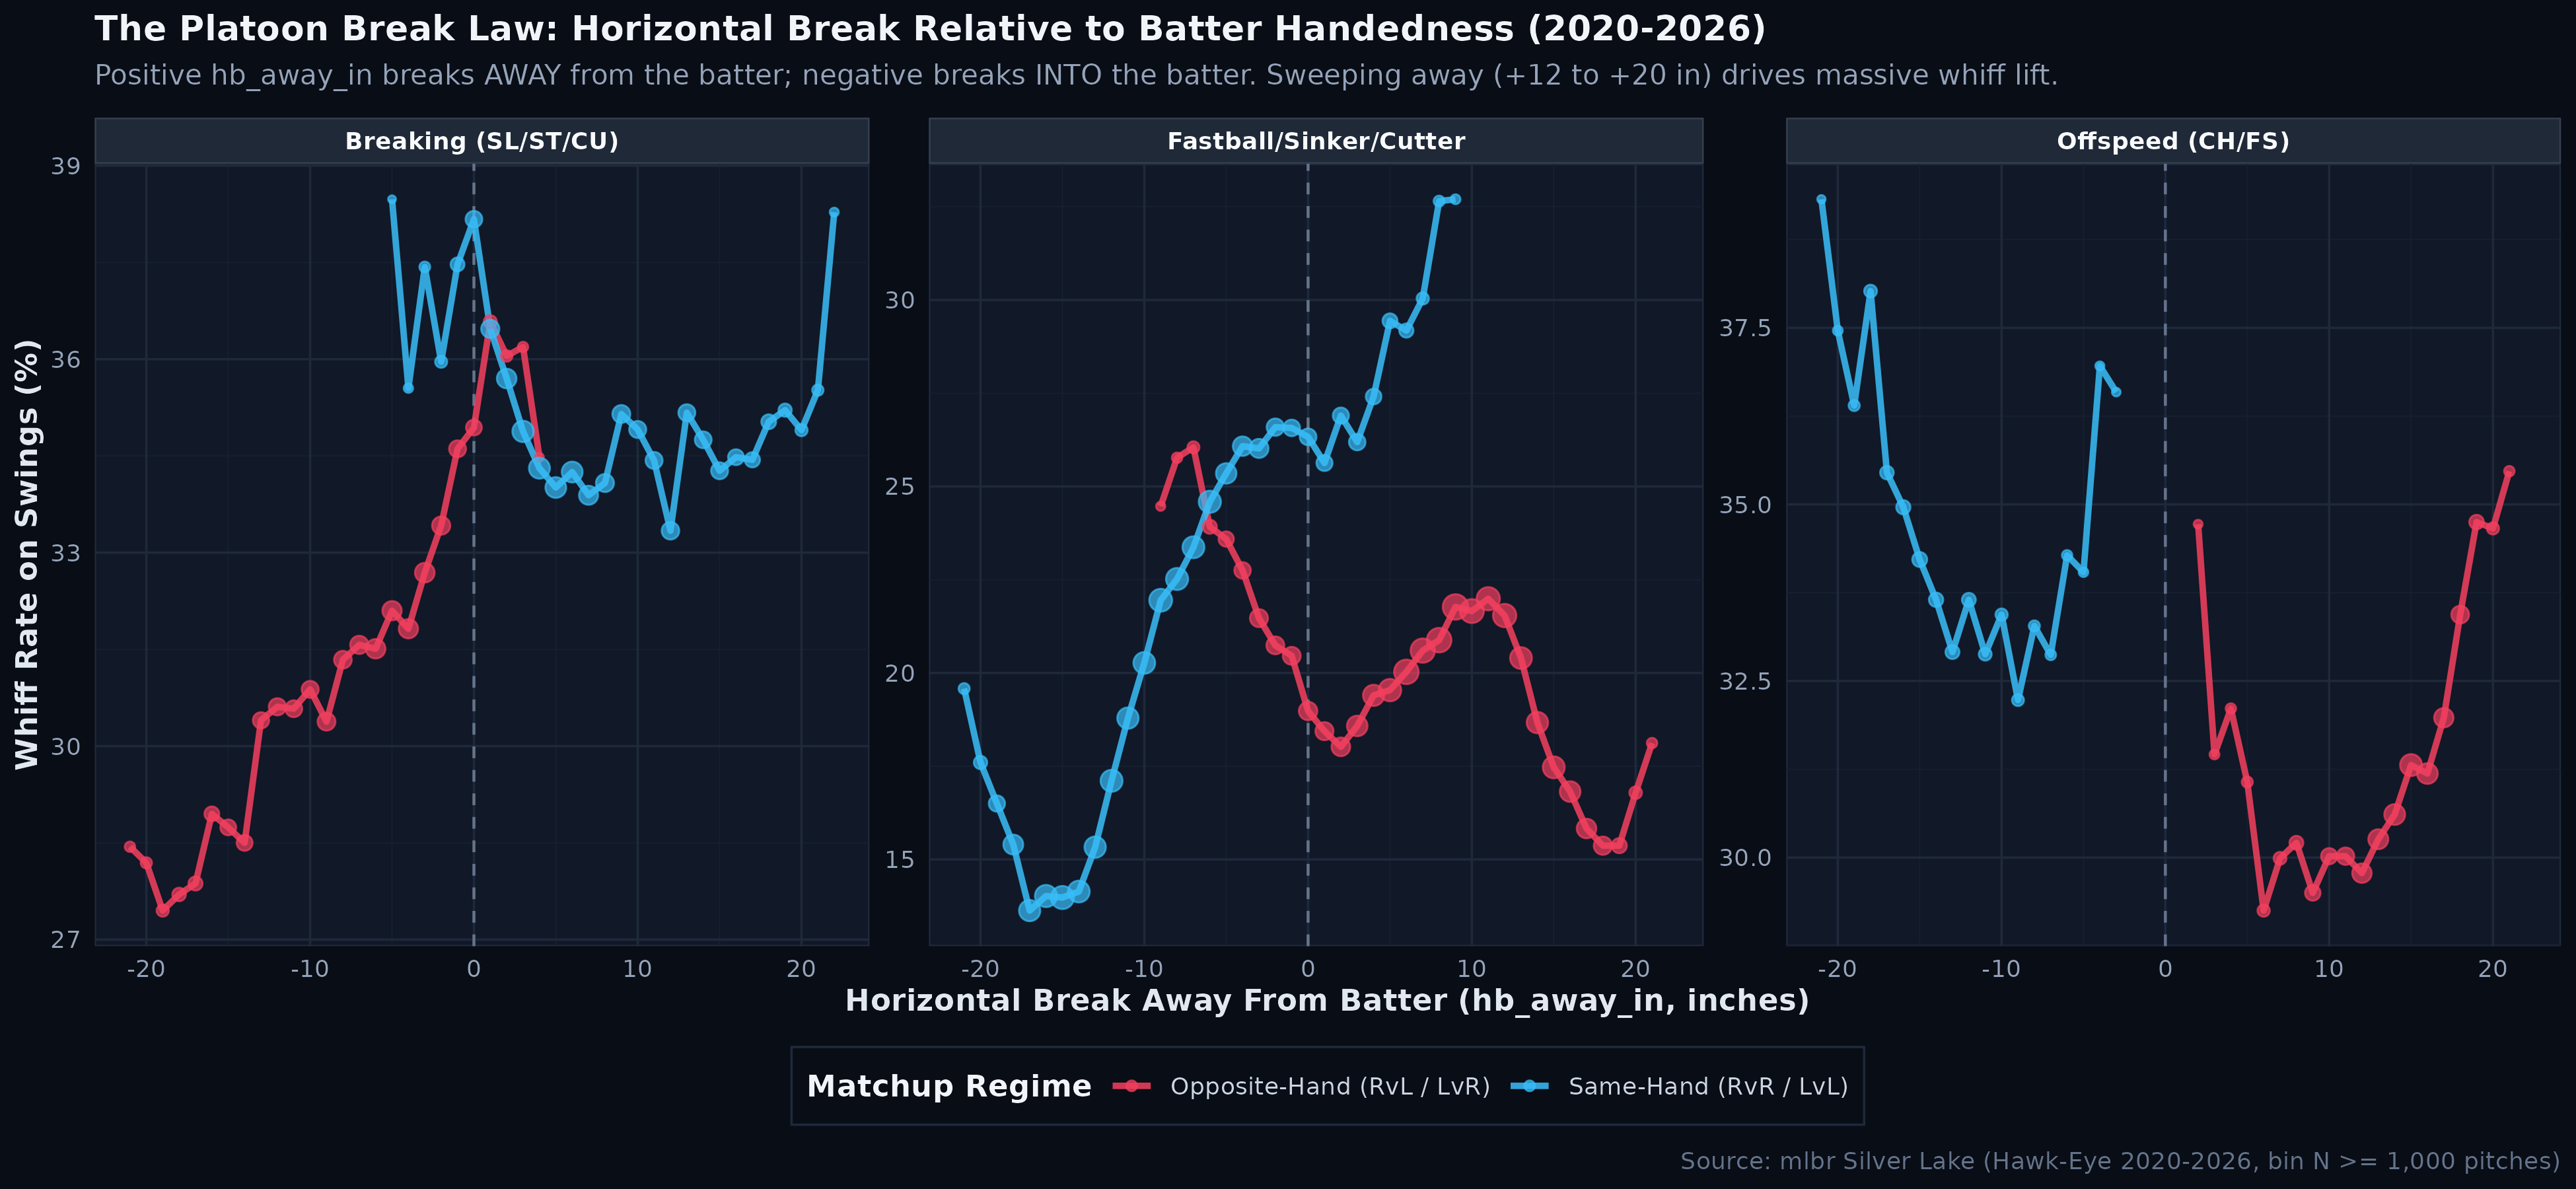 The Platoon Break Law: Horizontal Break Relative to Batter Handedness (2020-2026)
Positive hb_away_in breaks AWAY from the batter; negative breaks INTO the batter. Sweeping away (+12 to +20 in) drives massive whiff lift.
Breaking (SL/ST/CU)
Fastball/Sinker/Cutter
Offspeed (CH/FS)
Whiff Rate on Swings (%)
39
36
33
30
27
30
25
20
15
37.5
35.0
32.5
30.0
-20 -10 0 10 20
-20 -10 0 10 20
-20 -10 0 10 20
Horizontal Break Away From Batter (hb_away_in, inches)
Matchup Regime Opposite-Hand (RvL / LvR) Same-Hand (RvR / LvL)
Source: mlbr Silver Lake (Hawk-Eye 2020-2026, bin N >= 1,000 pitches)